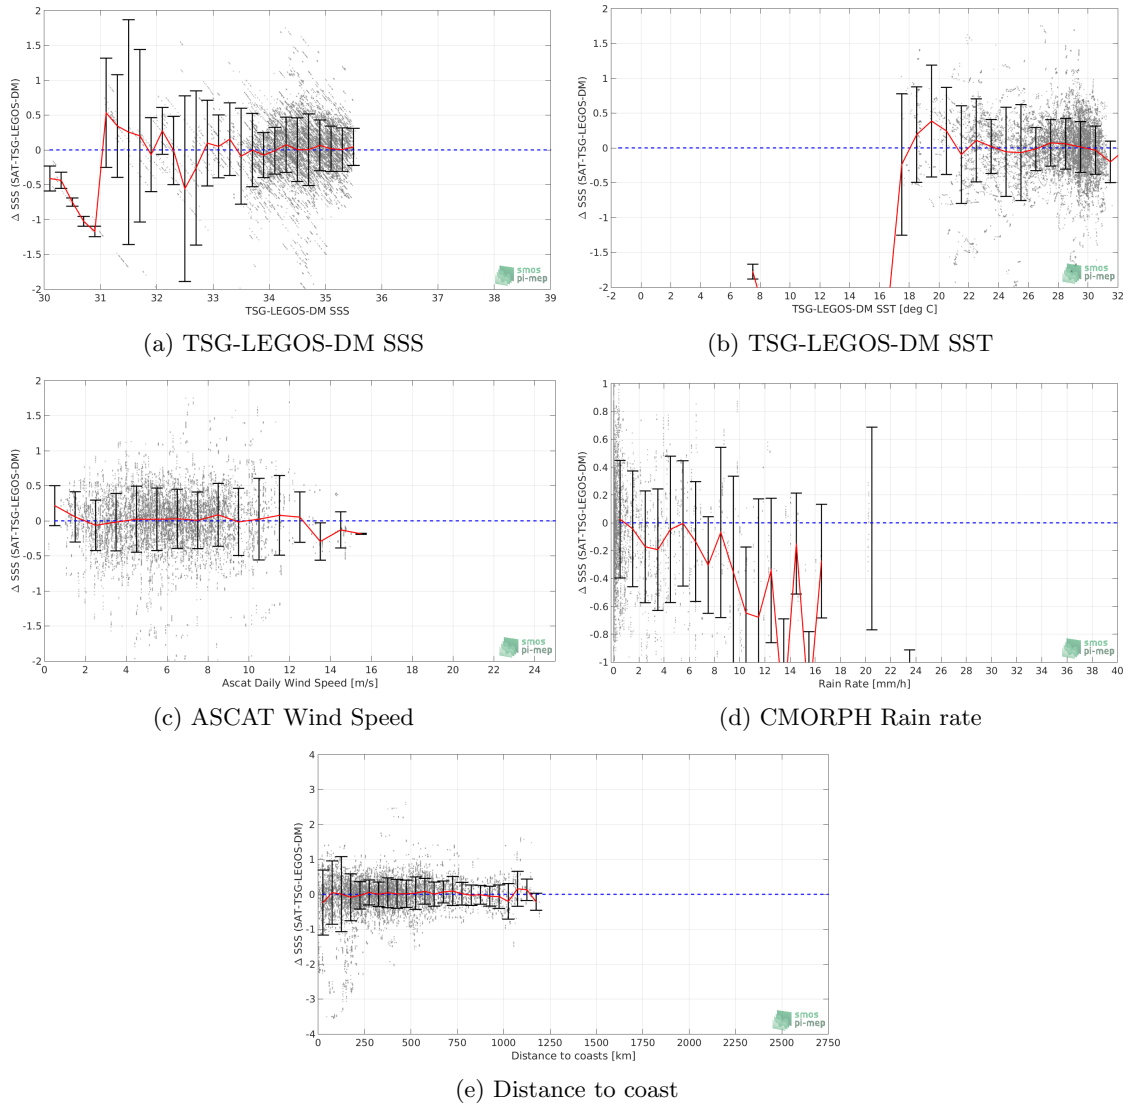 2
1.5
1
0.5
0
-0.5
-1
-1.5
-2
Δ SSS (SAT-TSG-LEGOS-DM)
30 31 32 33 34 35 36 37 38 39
TSG-LEGOS-DM SSS
smos
pi-mep
(a) TSG-LEGOS-DM SSS
2
1.5
1
0.5
0
-0.5
-1
-1.5
-2
Δ SSS (SAT-TSG-LEGOS-DM)
-2 0 2 4 6 8 10 12 14 16 18 20 22 24 26 28 30 32
TSG-LEGOS-DM SST [deg C]
smos
pi-mep
(b) TSG-LEGOS-DM SST
2
1.5
1
0.5
0
-0.5
-1
-1.5
-2
Δ SSS (SAT-TSG-LEGOS-DM)
0 2 4 6 8 10 12 14 16 18 20 22 24
Ascat Daily Wind Speed [m/s]
smos
pi-mep
(c) ASCAT Wind Speed
1
0.8
0.6
0.4
0.2
0
-0.2
-0.4
-0.6
-0.8
-1
Δ SSS (SAT-TSG-LEGOS-DM)
0 2 4 6 8 10 12 14 16 18 20 22 24 26 28 30 32 34 36 38 40
Rain Rate [mm/h]
smos
pi-mep
(d) CMORPH Rain rate
4
3
2
1
0
-1
-2
-3
-4
Δ SSS (SAT-TSG-LEGOS-DM)
0 250 500 750 1000 1250 1500 1750 2000 2250 2500 2750
Distance to coasts [km]
smos
pi-mep
(e) Distance to coast